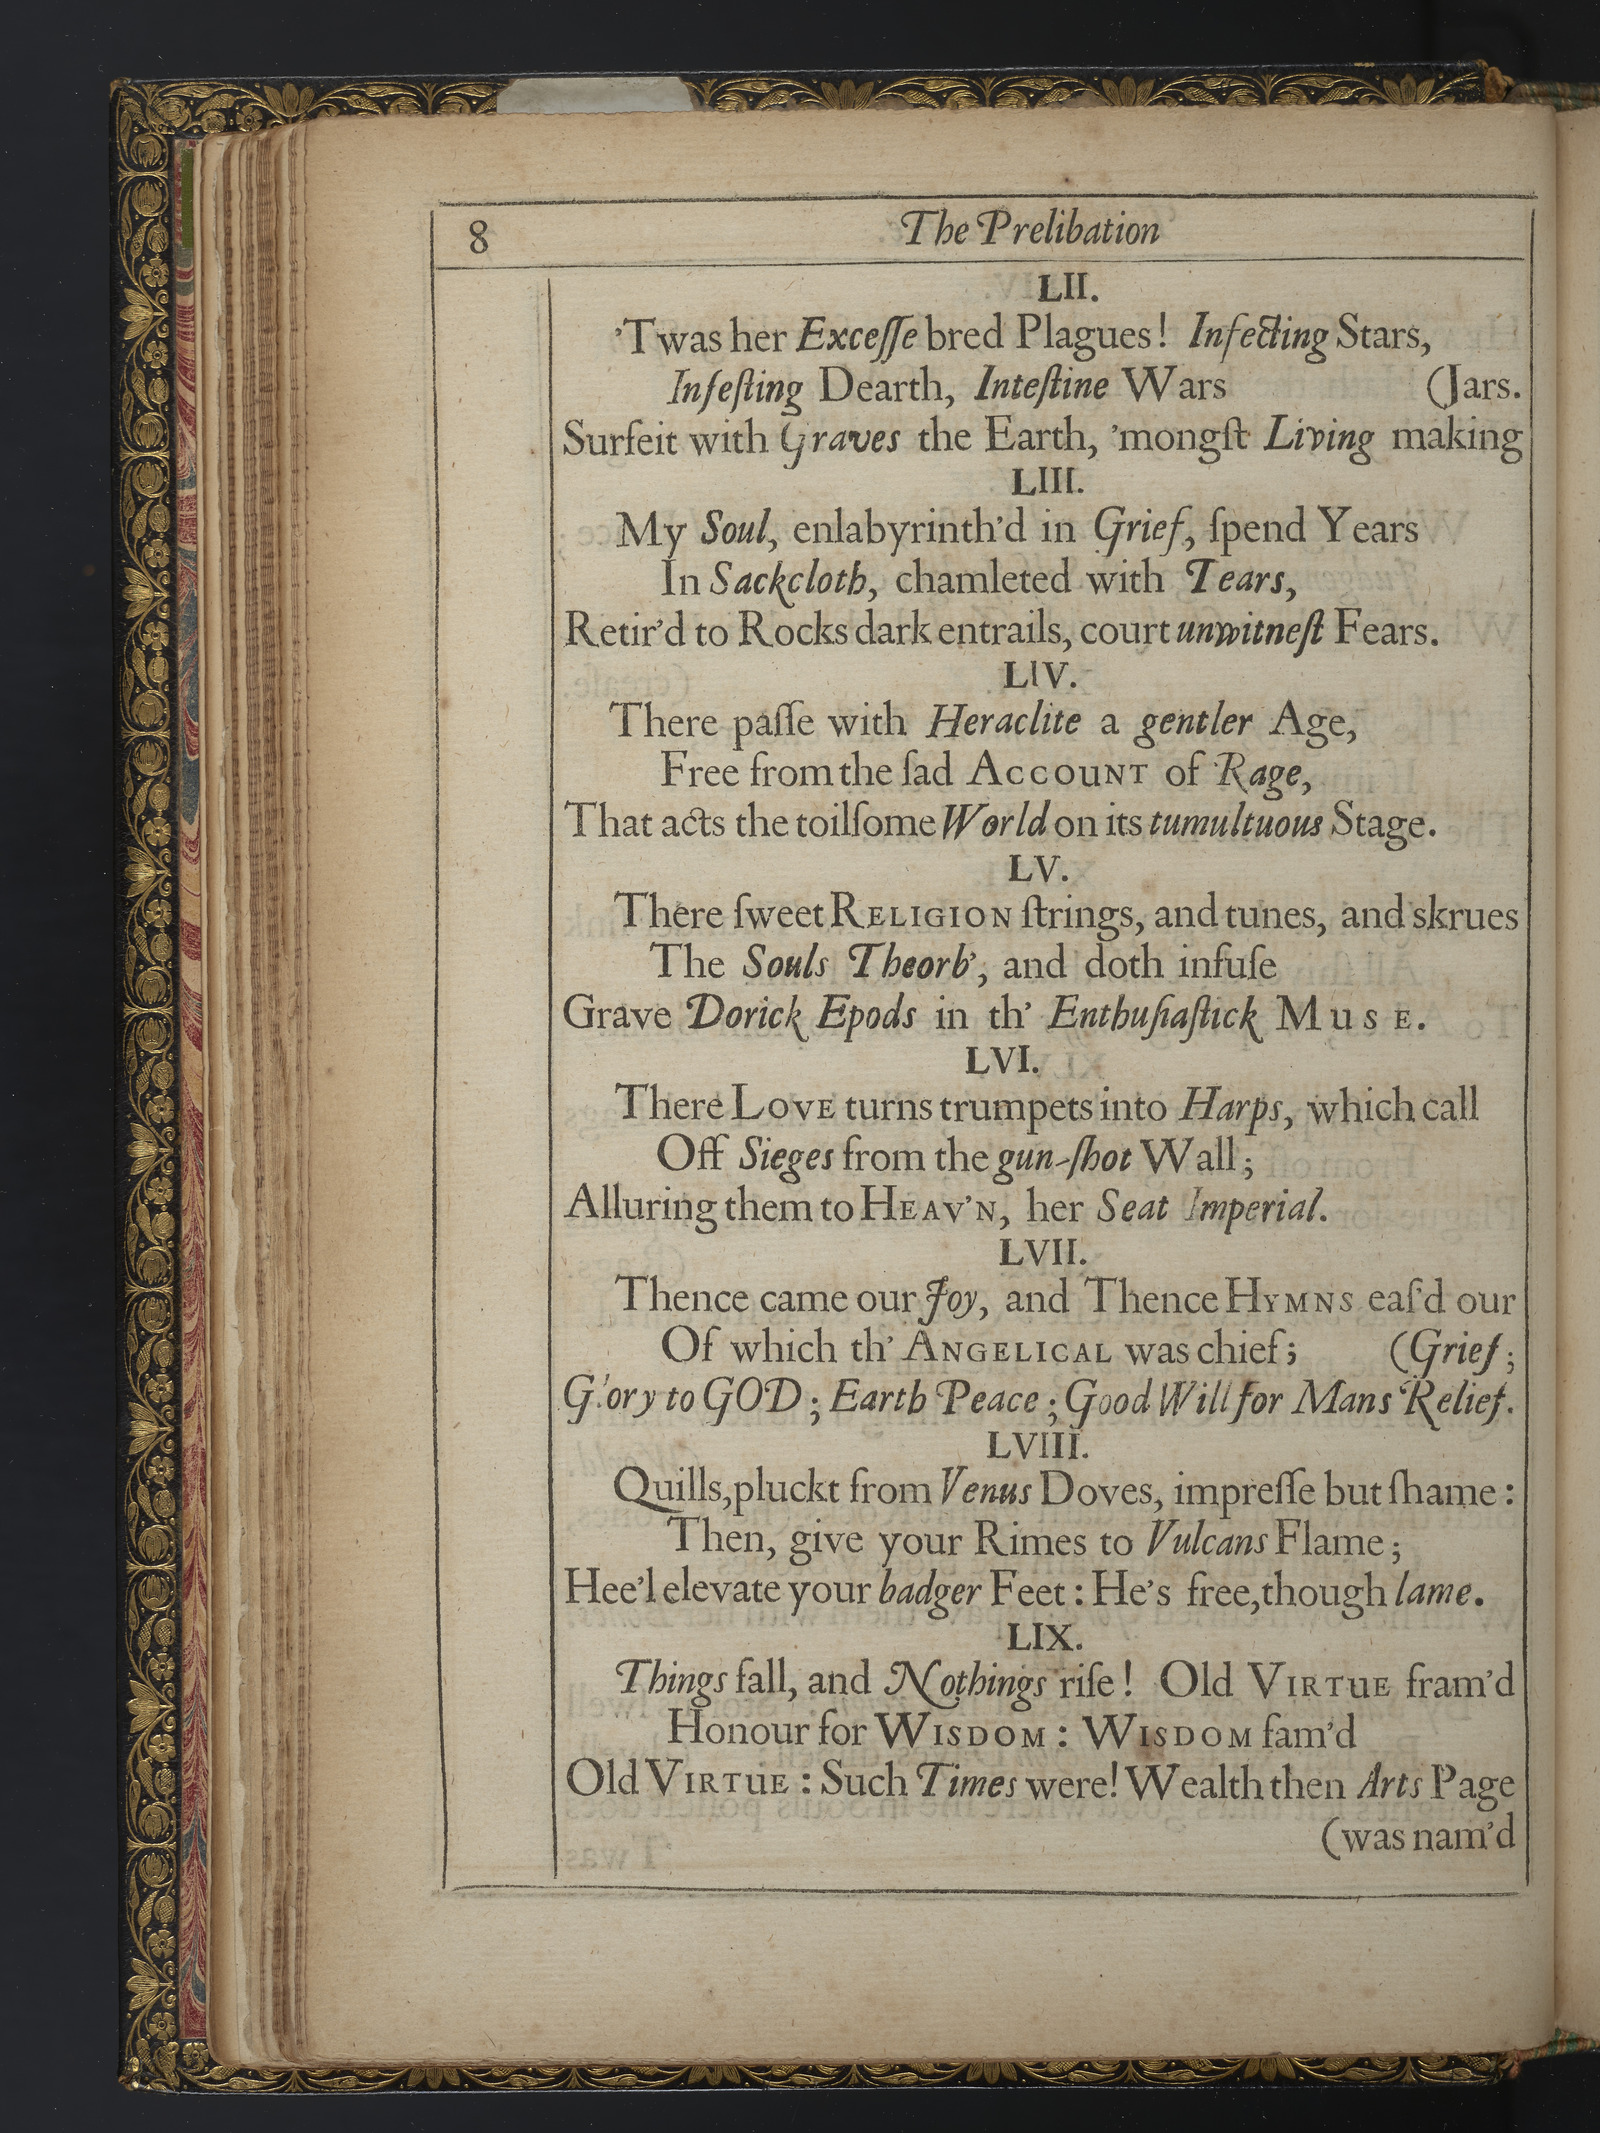 8
The Prelibation
LII.
'Twas her Exceſſe bred Plagues! Infecting Stars,
Infeſting Dearth, Inteſtine Wars (Jars.
Surfeit with Graves the Earth, 'mongſt Living making
LIII.
My Soul, enlabyrinth'd in Grief, ſpend Years
In Sackcloth, chamleted with Tears,
Retir'd to Rocks dark entrails, court unwitneſt Fears.
LIV.
There paſſe with Heraclite a gentler Age,
Free from the ſad ACCOUNT of Rage,
That acts the toilſome World on its tumultuous Stage.
LV.
There ſweet RELIGION ſtrings, and tunes, and skrues
The Souls Theorb', and doth infuſe
Grave Dorick Epods in th' Enthuſiaſtick MUSE.
LVI.
There LOVE turns trumpets into Harps, which call
Off Sieges from the gun-ſhot Wall;
Alluring them to HEAV'N, her Seat Imperial.
LVII.
Thence came our Joy, and Thence HYMNS eaſ'd our
Of which th' ANGELICAL was chief; (Grief;
Glory to GOD; Earth Peace; Good Will for Mans Relief.
LVIII.
Quills, pluckt from Venus Doves, impreſſe but ſhame:
Then, give your Rimes to Vulcans Flame;
Hee'l elevate your badger Feet: He's free, though lame.
LIX.
Things fall, and Nothings riſe! Old VIRTUE fram'd
Honour for WISDOM: WISDOM fam'd
Old VIRTUE: Such Times were! Wealth then Arts Page
(was nam'd